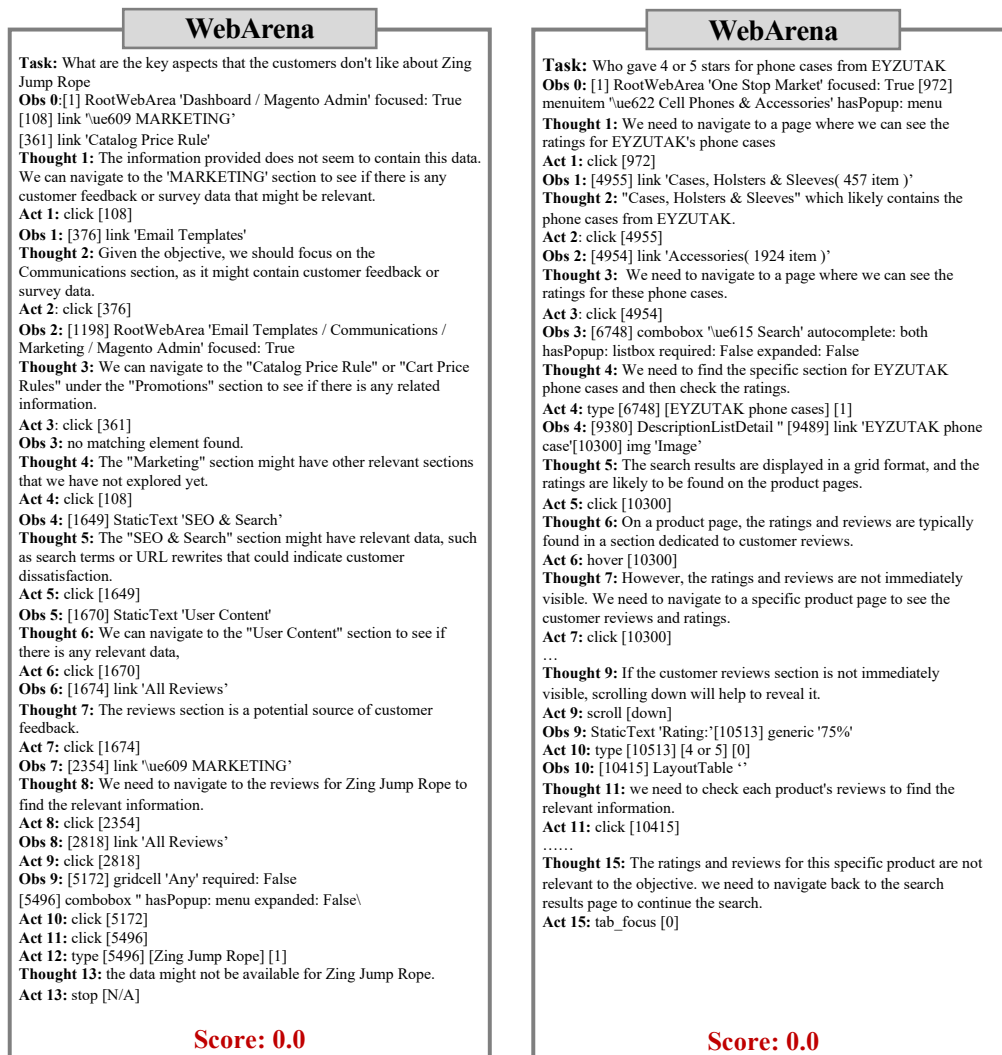 WebArena
Task: What are the key aspects that the customers don't like about Zing
Jump Rope
Obs 0:[1] RootWebArea 'Dashboard / Magento Admin' focused: True
[108] link '\ue609 MARKETING’
[361] link 'Catalog Price Rule'
Thought 1: The information provided does not seem to contain this data.
We can navigate to the 'MARKETING' section to see if there is any
customer feedback or survey data that might be relevant.
Act 1: click [108]
Obs 1: [376] link 'Email Templates'
Thought 2: Given the objective, we should focus on the
Communications section, as it might contain customer feedback or
survey data.
Act 2: click [376]
Obs 2: [1198] RootWebArea 'Email Templates / Communications /
Marketing / Magento Admin' focused: True
Thought 3: We can navigate to the "Catalog Price Rule" or "Cart Price
Rules" under the "Promotions" section to see if there is any related
information.
Act 3: click [361]
Obs 3: no matching element found.
Thought 4: The "Marketing" section might have other relevant sections
that we have not explored yet.
Act 4: click [108]
Obs 4: [1649] StaticText 'SEO & Search’
Thought 5: The "SEO & Search" section might have relevant data, such
as search terms or URL rewrites that could indicate customer
dissatisfaction.
Act 5: click [1649]
Obs 5: [1670] StaticText 'User Content'
Thought 6: We can navigate to the "User Content" section to see if
there is any relevant data,
Act 6: click [1670]
Obs 6: [1674] link 'All Reviews’
Thought 7: The reviews section is a potential source of customer
feedback.
Act 7: click [1674]
Obs 7: [2354] link '\ue609 MARKETING’
Thought 8: We need to navigate to the reviews for Zing Jump Rope to
find the relevant information.
Act 8: click [2354]
Obs 8: [2818] link 'All Reviews’
Act 9: click [2818]
Obs 9: [5172] gridcell 'Any' required: False
[5496] combobox '' hasPopup: menu expanded: False\
Act 10: click [5172]
Act 11: click [5496]
Act 12: type [5496] [Zing Jump Rope] [1]
Thought 13: the data might not be available for Zing Jump Rope.
Act 13: stop [N/A]
Score: 0.0
WebArena
Task: Who gave 4 or 5 stars for phone cases from EYZUTAK
Obs 0: [1] RootWebArea 'One Stop Market' focused: True [972]
menuitem '\ue622 Cell Phones & Accessories' hasPopup: menu
Thought 1: We need to navigate to a page where we can see the
ratings for EYZUTAK's phone cases
Act 1: click [972]
Obs 1: [4955] link 'Cases, Holsters & Sleeves( 457 item )’
Thought 2: "Cases, Holsters & Sleeves" which likely contains the
phone cases from EYZUTAK.
Act 2: click [4955]
Obs 2: [4954] link 'Accessories( 1924 item )’
Thought 3:  We need to navigate to a page where we can see the
ratings for these phone cases.
Act 3: click [4954]
Obs 3: [6748] combobox '\ue615 Search' autocomplete: both
hasPopup: listbox required: False expanded: False
Thought 4: We need to find the specific section for EYZUTAK
phone cases and then check the ratings.
Act 4: type [6748] [EYZUTAK phone cases] [1]
Obs 4: [9380] DescriptionListDetail '' [9489] link 'EYZUTAK phone
case'[10300] img 'Image’
Thought 5: The search results are displayed in a grid format, and the
ratings are likely to be found on the product pages.
Act 5: click [10300]
Thought 6: On a product page, the ratings and reviews are typically
found in a section dedicated to customer reviews.
Act 6: hover [10300]
Thought 7: However, the ratings and reviews are not immediately
visible. We need to navigate to a specific product page to see the
customer reviews and ratings.
Act 7: click [10300]
…
Thought 9: If the customer reviews section is not immediately
visible, scrolling down will help to reveal it.
Act 9: scroll [down]
Obs 9: StaticText 'Rating:’[10513] generic '75%'
Act 10: type [10513] [4 or 5] [0]
Obs 10: [10415] LayoutTable ‘’
Thought 11: we need to check each product's reviews to find the
relevant information.
Act 11: click [10415]
……
Thought 15: The ratings and reviews for this specific product are not
relevant to the objective. we need to navigate back to the search
results page to continue the search.
Act 15: tab_focus [0]
Score: 0.0